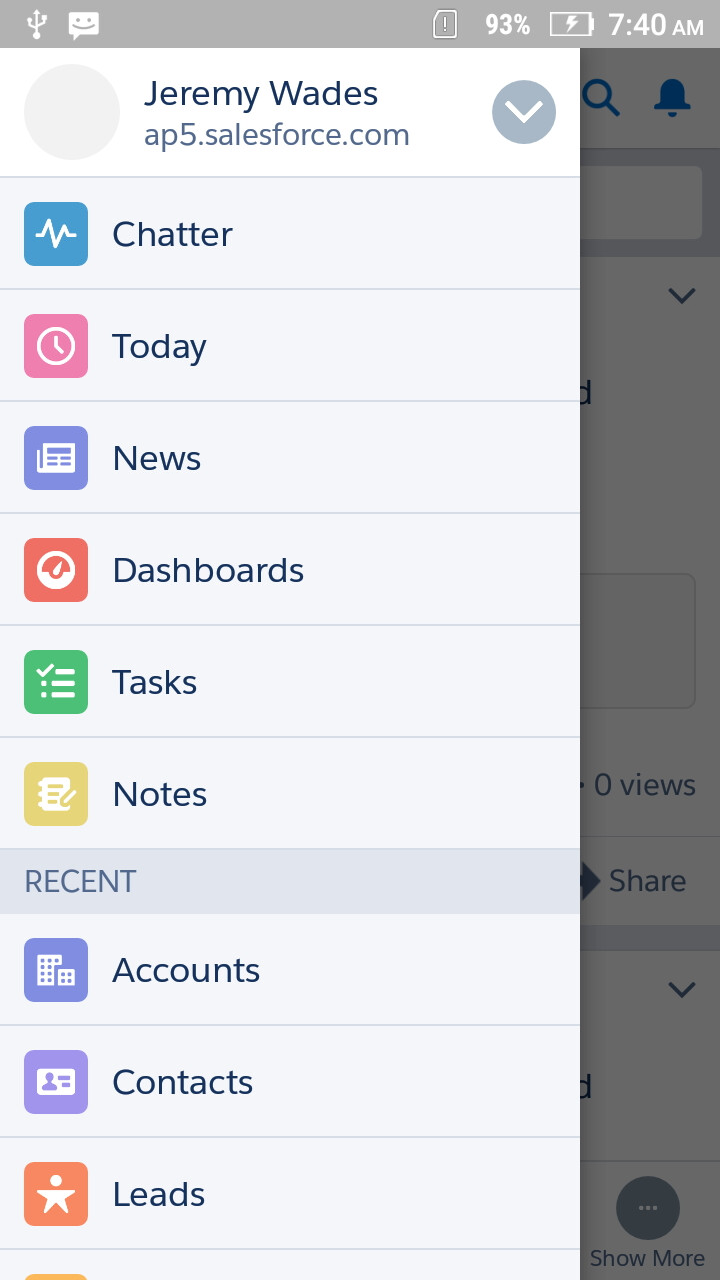 93% 7:40 AM
Jeremy Wades
ap5.salesforce.com
Chatter
Today
News
Dashboards
Tasks
Notes
0 views
RECENT
Share
Accounts
Contacts
Leads
Show More